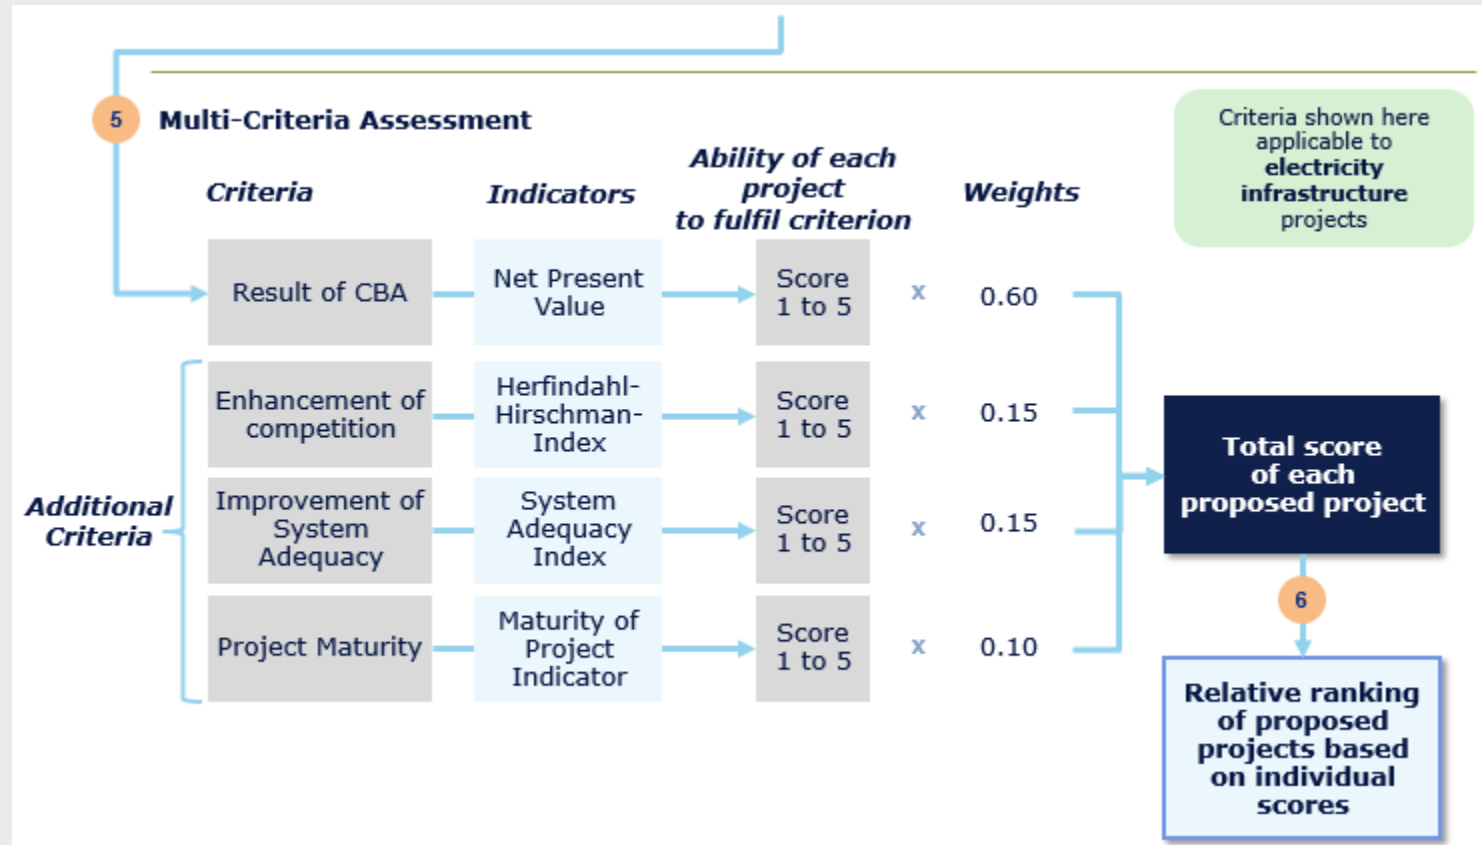 5
Multi-Criteria Assessment
Criteria shown here
applicable to
electricity
infrastructure
projects
Criteria
Indicators
Ability of each
project
to fulfil criterion
Weights
Result of CBA
Net Present
Value
Score
1 to 5
x
0.60
Additional
Criteria
Enhancement of
competition
Herfindahl-
Hirschman-
Index
Score
1 to 5
x
0.15
Improvement of
System
Adequacy
System
Adequacy
Index
Score
1 to 5
x
0.15
Project Maturity
Maturity of
Project
Indicator
Score
1 to 5
x
0.10
Total score
of each
proposed project
6
Relative ranking
of proposed
projects based
on individual
scores